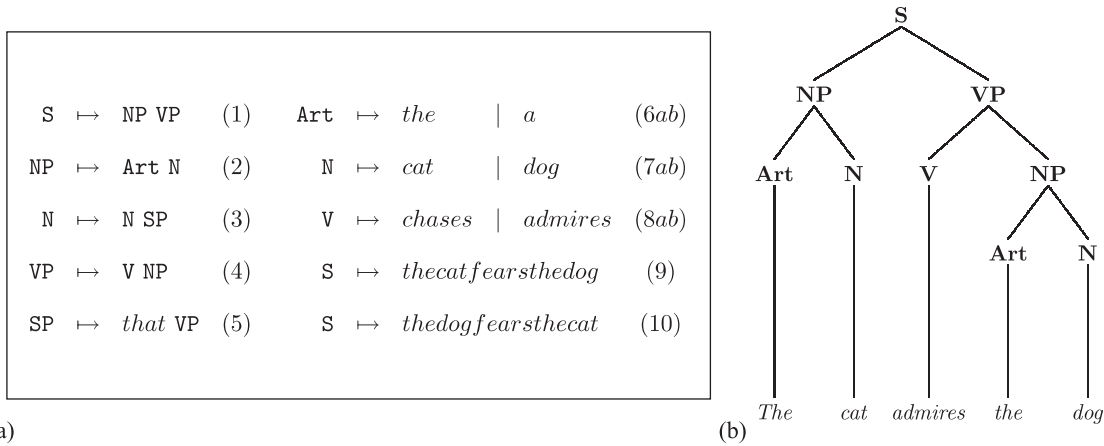 S ↦ NP VP (1) Art ↦ the | a (6ab)
NP ↦ Art N (2) N ↦ cat | dog (7ab)
N ↦ N SP (3) V ↦ chases | admires (8ab)
VP ↦ V NP (4) S ↦ thecatfearsthedog (9)
SP ↦ that VP (5) S ↦ thedogfearsthecat (10)
a)
S
NP VP
Art N V NP
Art N
The cat admires the dog
(b)